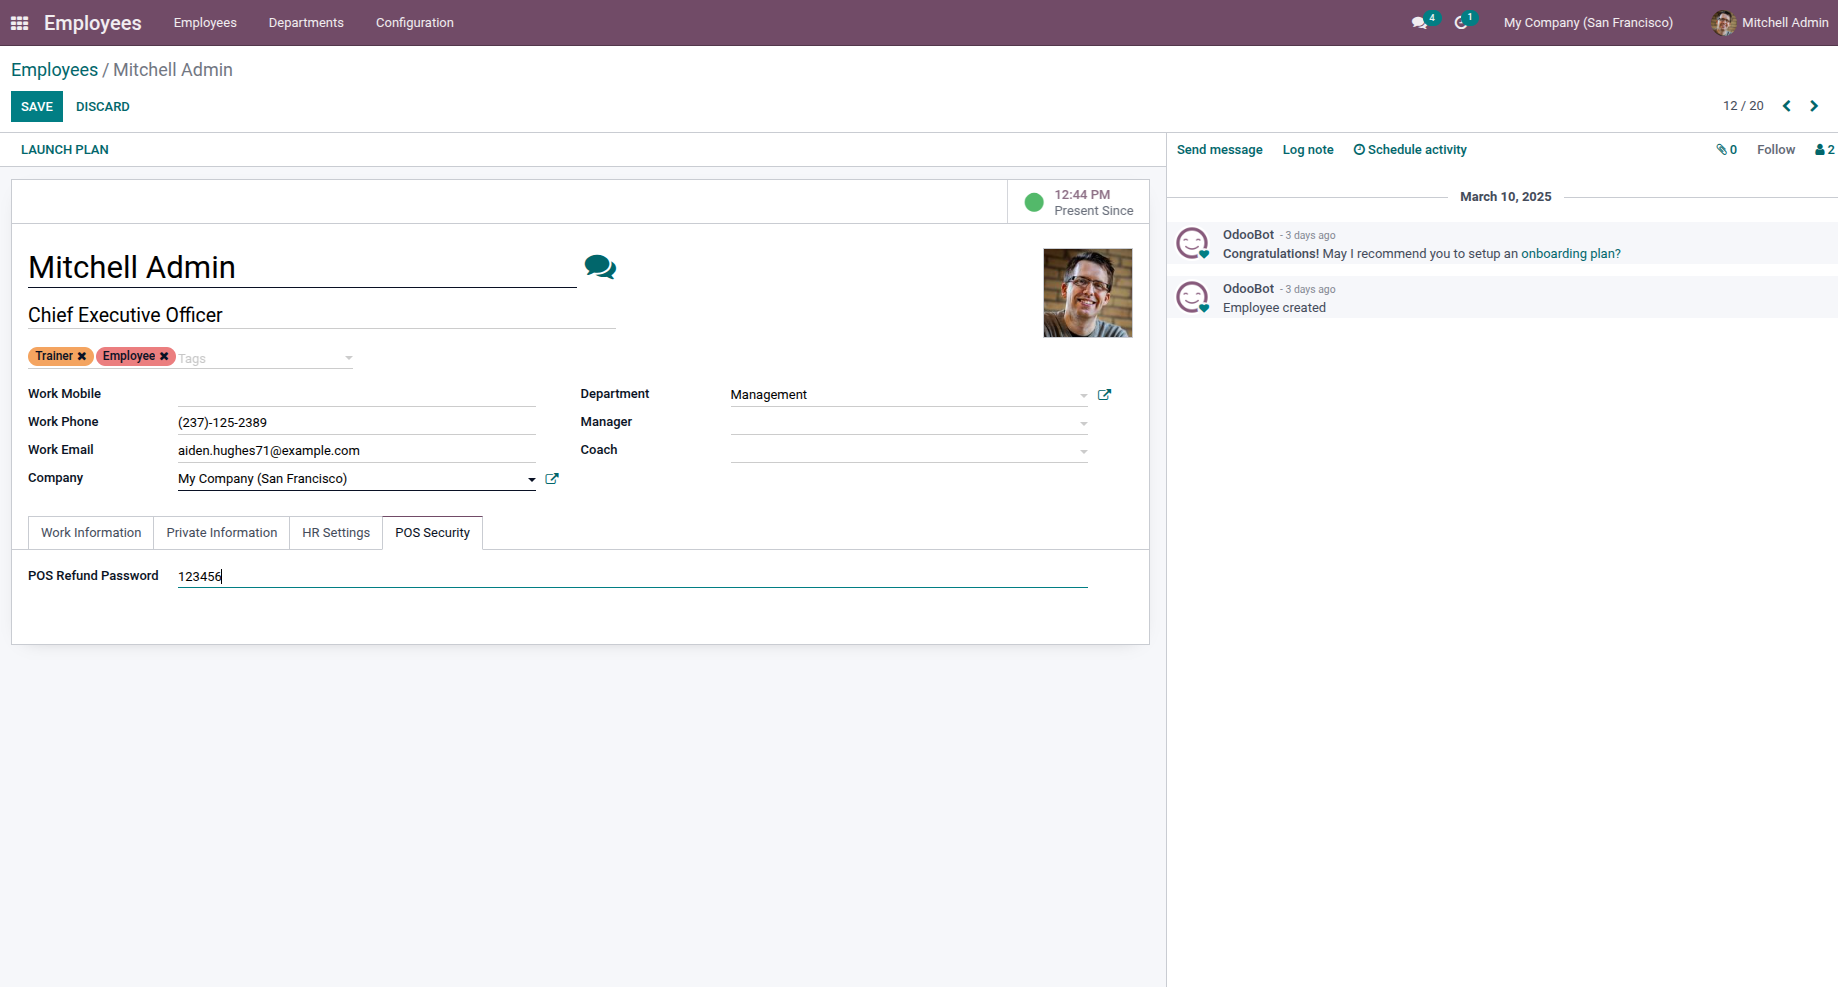 Employees Employees Departments Configuration 4 1 My Company (San Francisco) Mitchell Admin
Employees / Mitchell Admin
SAVE DISCARD 12 / 20
LAUNCH PLAN
Send message Log note Schedule activity 0 Follow 2
12:44 PM
Present Since
March 10, 2025
OdooBot - 3 days ago
Congratulations! May I recommend you to setup an onboarding plan?
OdooBot - 3 days ago
Employee created
Mitchell Admin
Chief Executive Officer
Trainer Employee Tags
Work Mobile
Work Phone (237)-125-2389
Work Email aiden.hughes71@example.com
Company My Company (San Francisco)
Department Management
Manager
Coach
Work Information Private Information HR Settings POS Security
POS Refund Password 123456